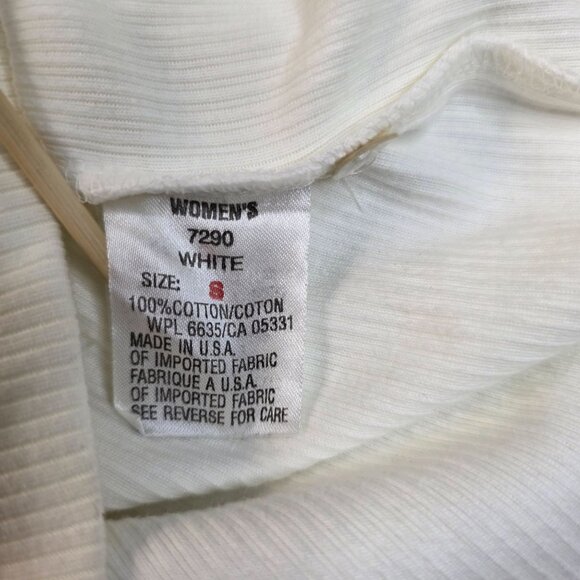 WOMEN'S
7290
WHITE
SIZE: S
100%COTTON/COTON
WPL 6635/CA 05331
MADE IN U.S.A.
OF IMPORTED FABRIC
FABRIQUE A U.S.A.
OF IMPORTED FABRIC
SEE REVERSE FOR CARE